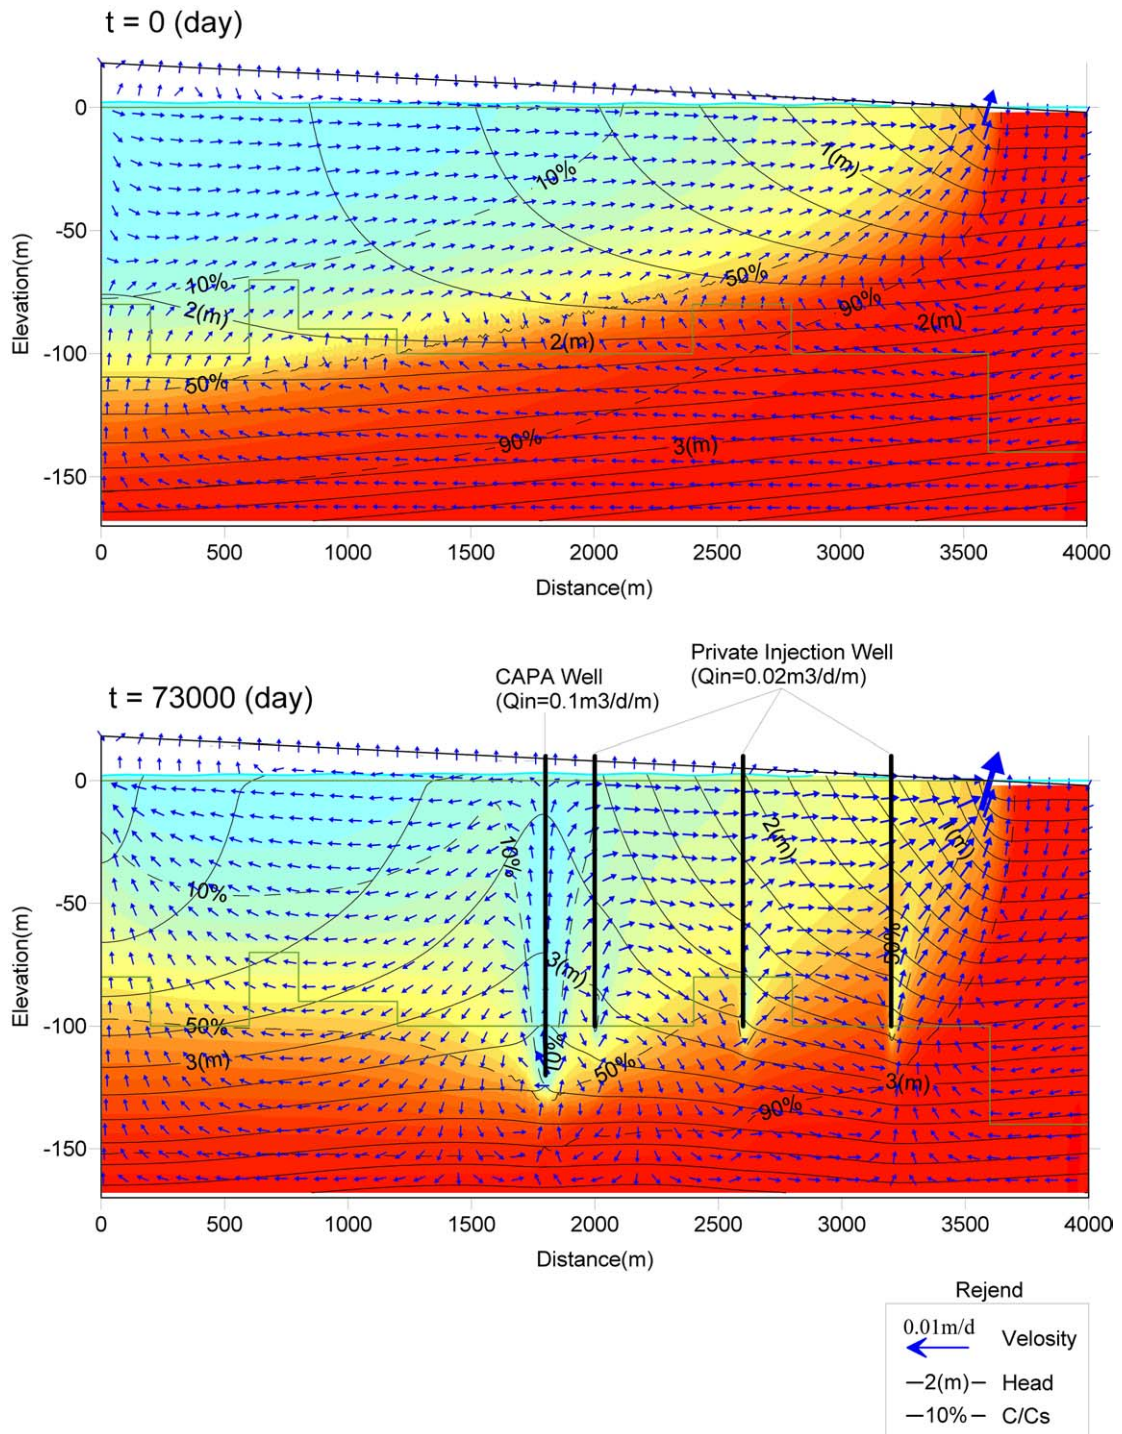 t = 0 (day)
0
-50
-100
-150
Elevation(m)
10%
1(m)
10%
2(m)
50%
50%
90%
2(m)
2(m)
90%
3(m)
0 500 1000 1500 2000 2500 3000 3500 4000
Distance(m)
t = 73000 (day)
CAPA Well
(Qin=0.1m3/d/m)
Private Injection Well
(Qin=0.02m3/d/m)
0
-50
-100
-150
Elevation(m)
10%
10%
2(m)
1(m)
50%
3(m)
50%
3(m)
10%
50%
90%
3(m)
0 500 1000 1500 2000 2500 3000 3500 4000
Distance(m)
Rejend
0.01m/d
Velosity
2(m)
Head
10%
C/Cs